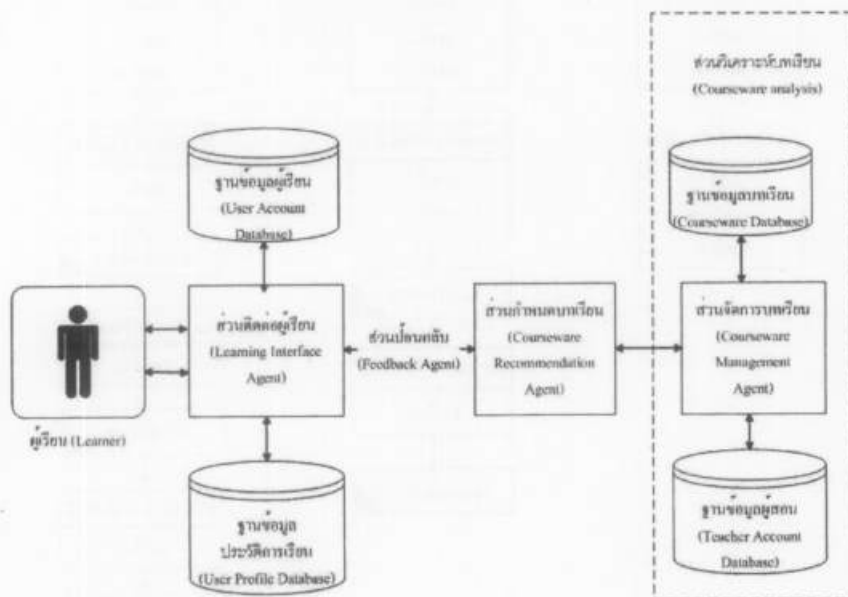 ส่วนวิเคราะห์บทเรียน
(Courseware analysis)
ฐานข้อมูลผู้เรียน
(User Account
Database)
ฐานข้อมูลบทเรียน
(Courseware Database)
ส่วนติดต่อผู้เรียน
(Learning Interface
Agent)
ส่วนป้อนกลับ
(Feedback Agent)
ส่วนกำหนดบทเรียน
(Courseware
Recommendation
Agent)
ส่วนจัดการบทเรียน
(Courseware
Management
Agent)
ผู้เรียน (Learner)
ฐานข้อมูล
ประวัติการเรียน
(User Profile Database)
ฐานข้อมูลผู้สอน
(Teacher Account
Database)